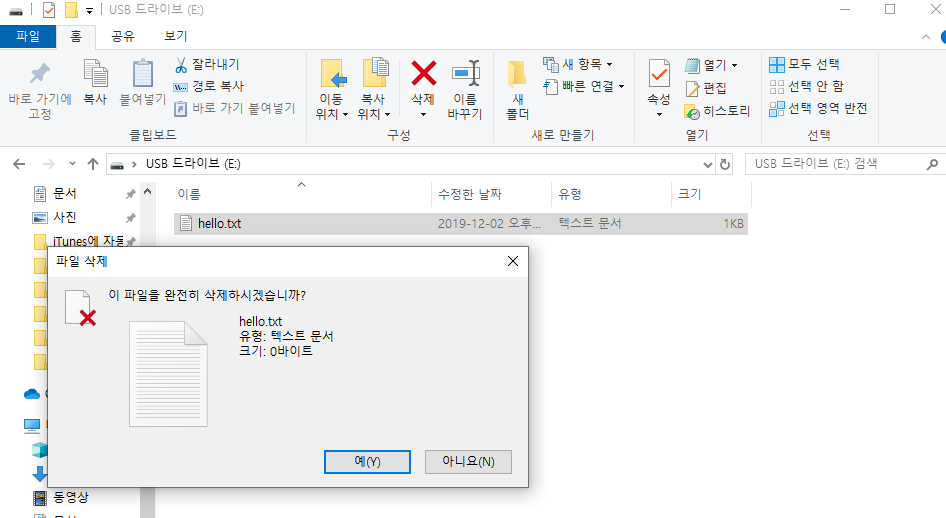 USB 드라이브 (E:)
파일 홈 공유 보기
바로 가기에 고정
복사
붙여넣기
잘라내기
경로 복사
바로 가기 붙여넣기
클립보드
이동 위치
복사 위치
삭제
이름 바꾸기
구성
새 폴더
새 항목
빠른 연결
새로 만들기
속성
열기
편집
히스토리
열기
모두 선택
선택 안 함
선택 영역 반전
선택
USB 드라이브 (E:)
USB 드라이브 (E:) 검색
문서
사진
iTunes에 자동
동영상
이름 수정한 날짜 유형 크기
hello.txt 2019-12-02 오후... 텍스트 문서 1KB
파일 삭제
이 파일을 완전히 삭제하시겠습니까?
hello.txt
유형: 텍스트 문서
크기: 0바이트
예(Y) 아니요(N)